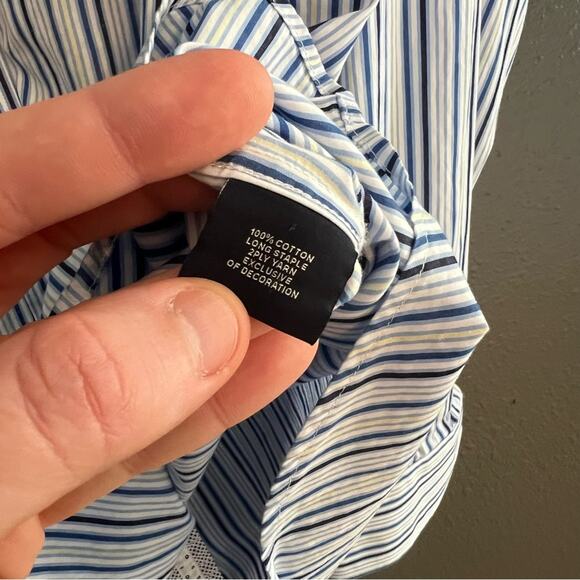 100% COTTON
LONG STAPLE
2PLY YARN
EXCLUSIVE
OF DECORATION